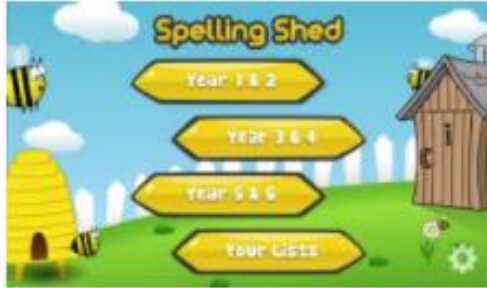 Spelling Shed
Year 1 & 2
Year 3 & 4
Year 5 & 6
Your Lists